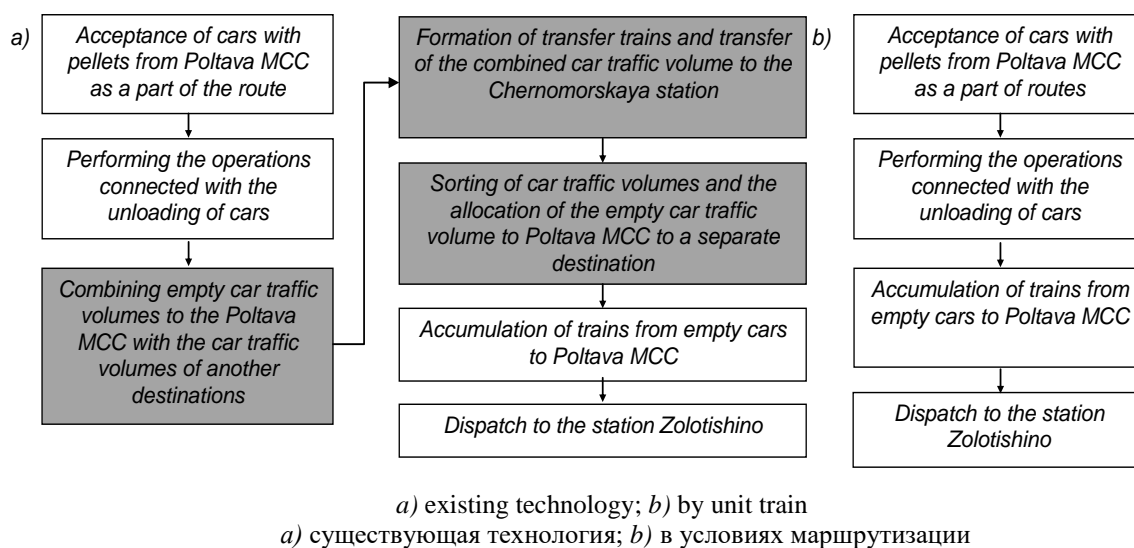 a)
Acceptance of cars with
pellets from Poltava MCC
as a part of the route
Performing the operations
connected with the
unloading of cars
Combining empty car traffic
volumes to the Poltava
MCC with the car traffic
volumes of another
destinations
Formation of transfer trains and transfer
of the combined car traffic volume to the
Chernomorskaya station
Sorting of car traffic volumes and the
allocation of the empty car traffic
volume to Poltava MCC to a separate
destination
Accumulation of trains from empty cars
to Poltava MCC
Dispatch to the station Zolotishino
b)
Acceptance of cars with
pellets from Poltava MCC
as a part of routes
Performing the operations
connected with the
unloading of cars
Accumulation of trains from
empty cars to Poltava MCC
Dispatch to the station
Zolotishino
a) existing technology; b) by unit train
a) существующая технология; b) в условиях маршрутизации